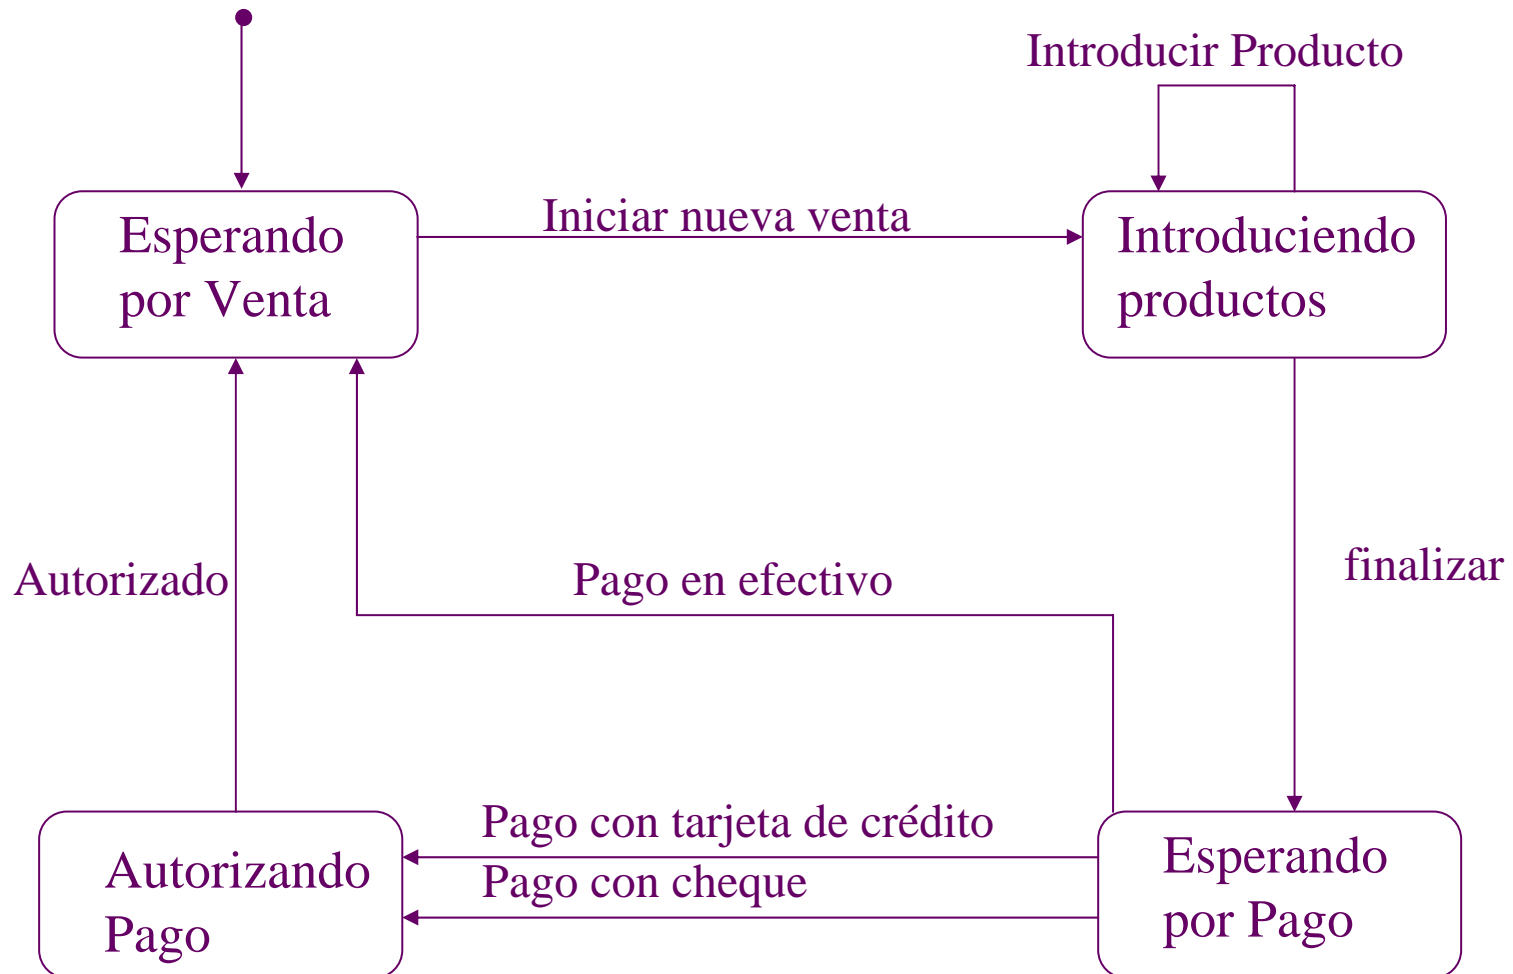 Introducir Producto
Iniciar nueva venta
Esperando
por Venta
Introduciendo
productos
Autorizado
Pago en efectivo
finalizar
Pago con tarjeta de crédito
Pago con cheque
Autorizando
Pago
Esperando
por Pago